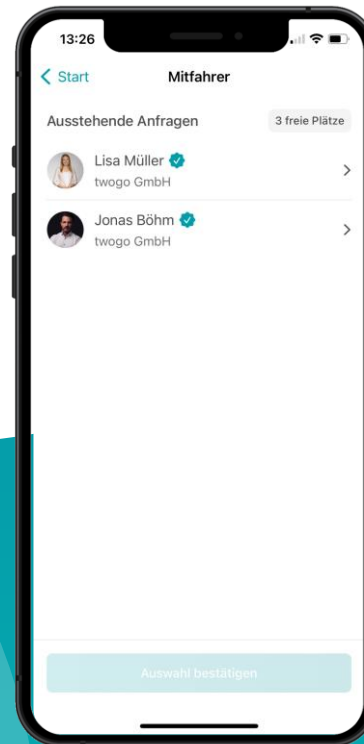 13:26
Start
Mitfahrer
Ausstehende Anfragen
3 freie Plätze
Lisa Müller
twogo GmbH
Jonas Böhm
twogo GmbH
Auswahl bestätigen